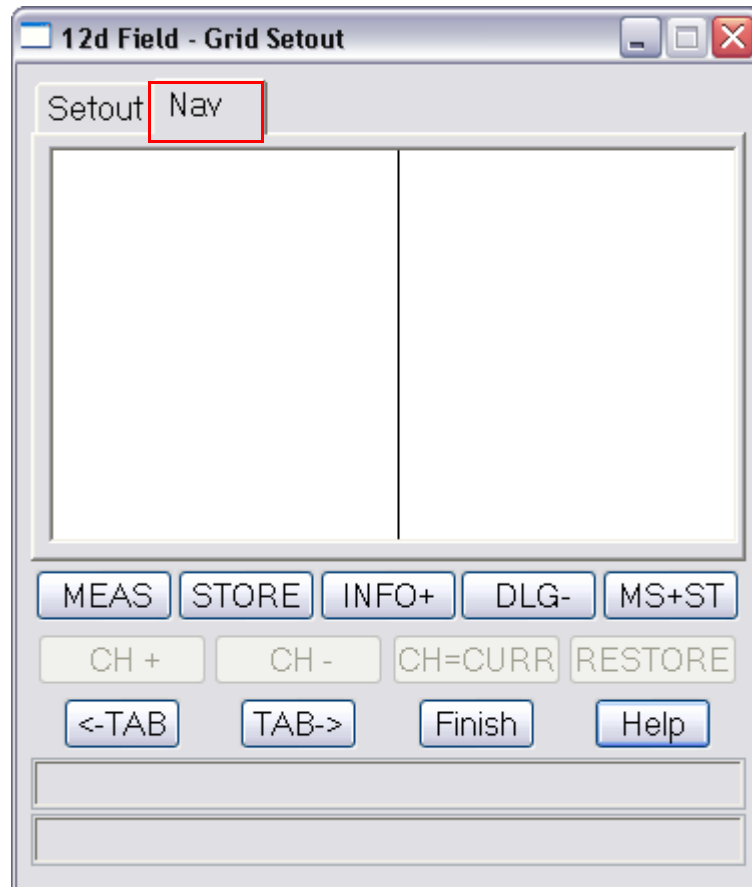 12d Field - Grid Setout
Setout Nav
MEAS STORE INFO+ DLG- MS+ST
CH + CH - CH=CURR RESTORE
<-TAB TAB-> Finish Help